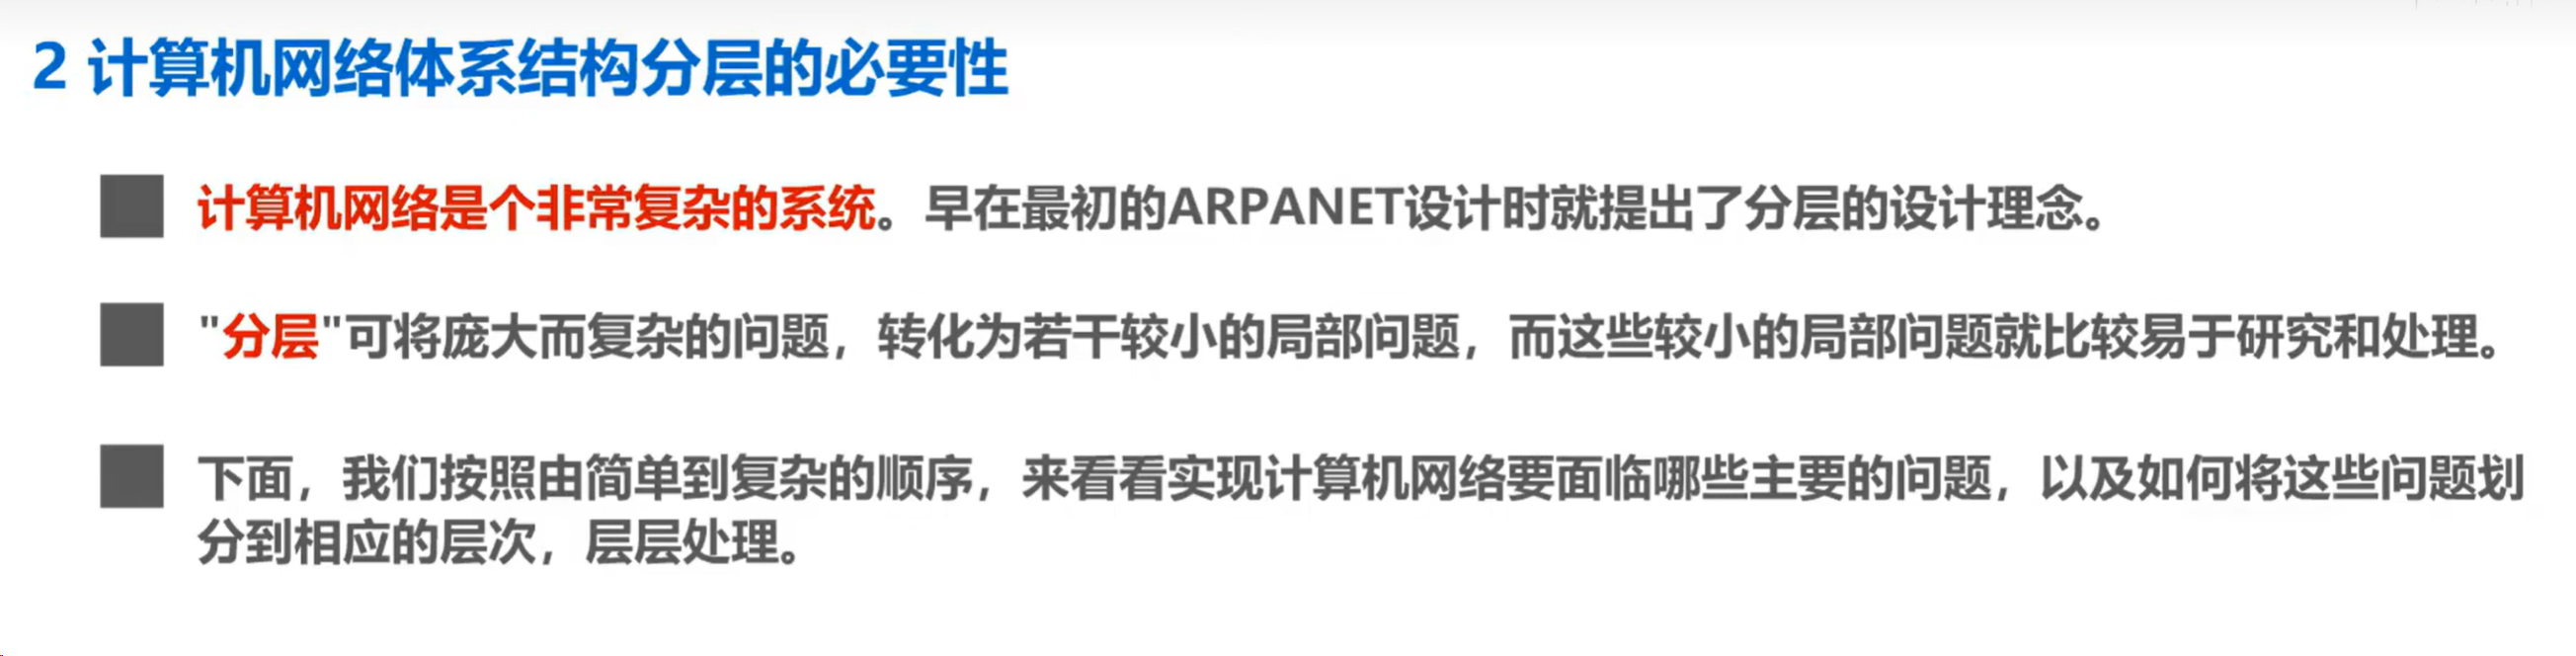 2 计算机网络体系结构分层的必要性
计算机网络是个非常复杂的系统。早在最初的ARPANET设计时就提出了分层的设计理念。
"分层"可将庞大而复杂的问题，转化为若干较小的局部问题，而这些较小的局部问题就比较易于研究和处理。
下面，我们按照由简单到复杂的顺序，来看看实现计算机网络要面临哪些主要的问题，以及如何将这些问题划
分到相应的层次，层层处理。